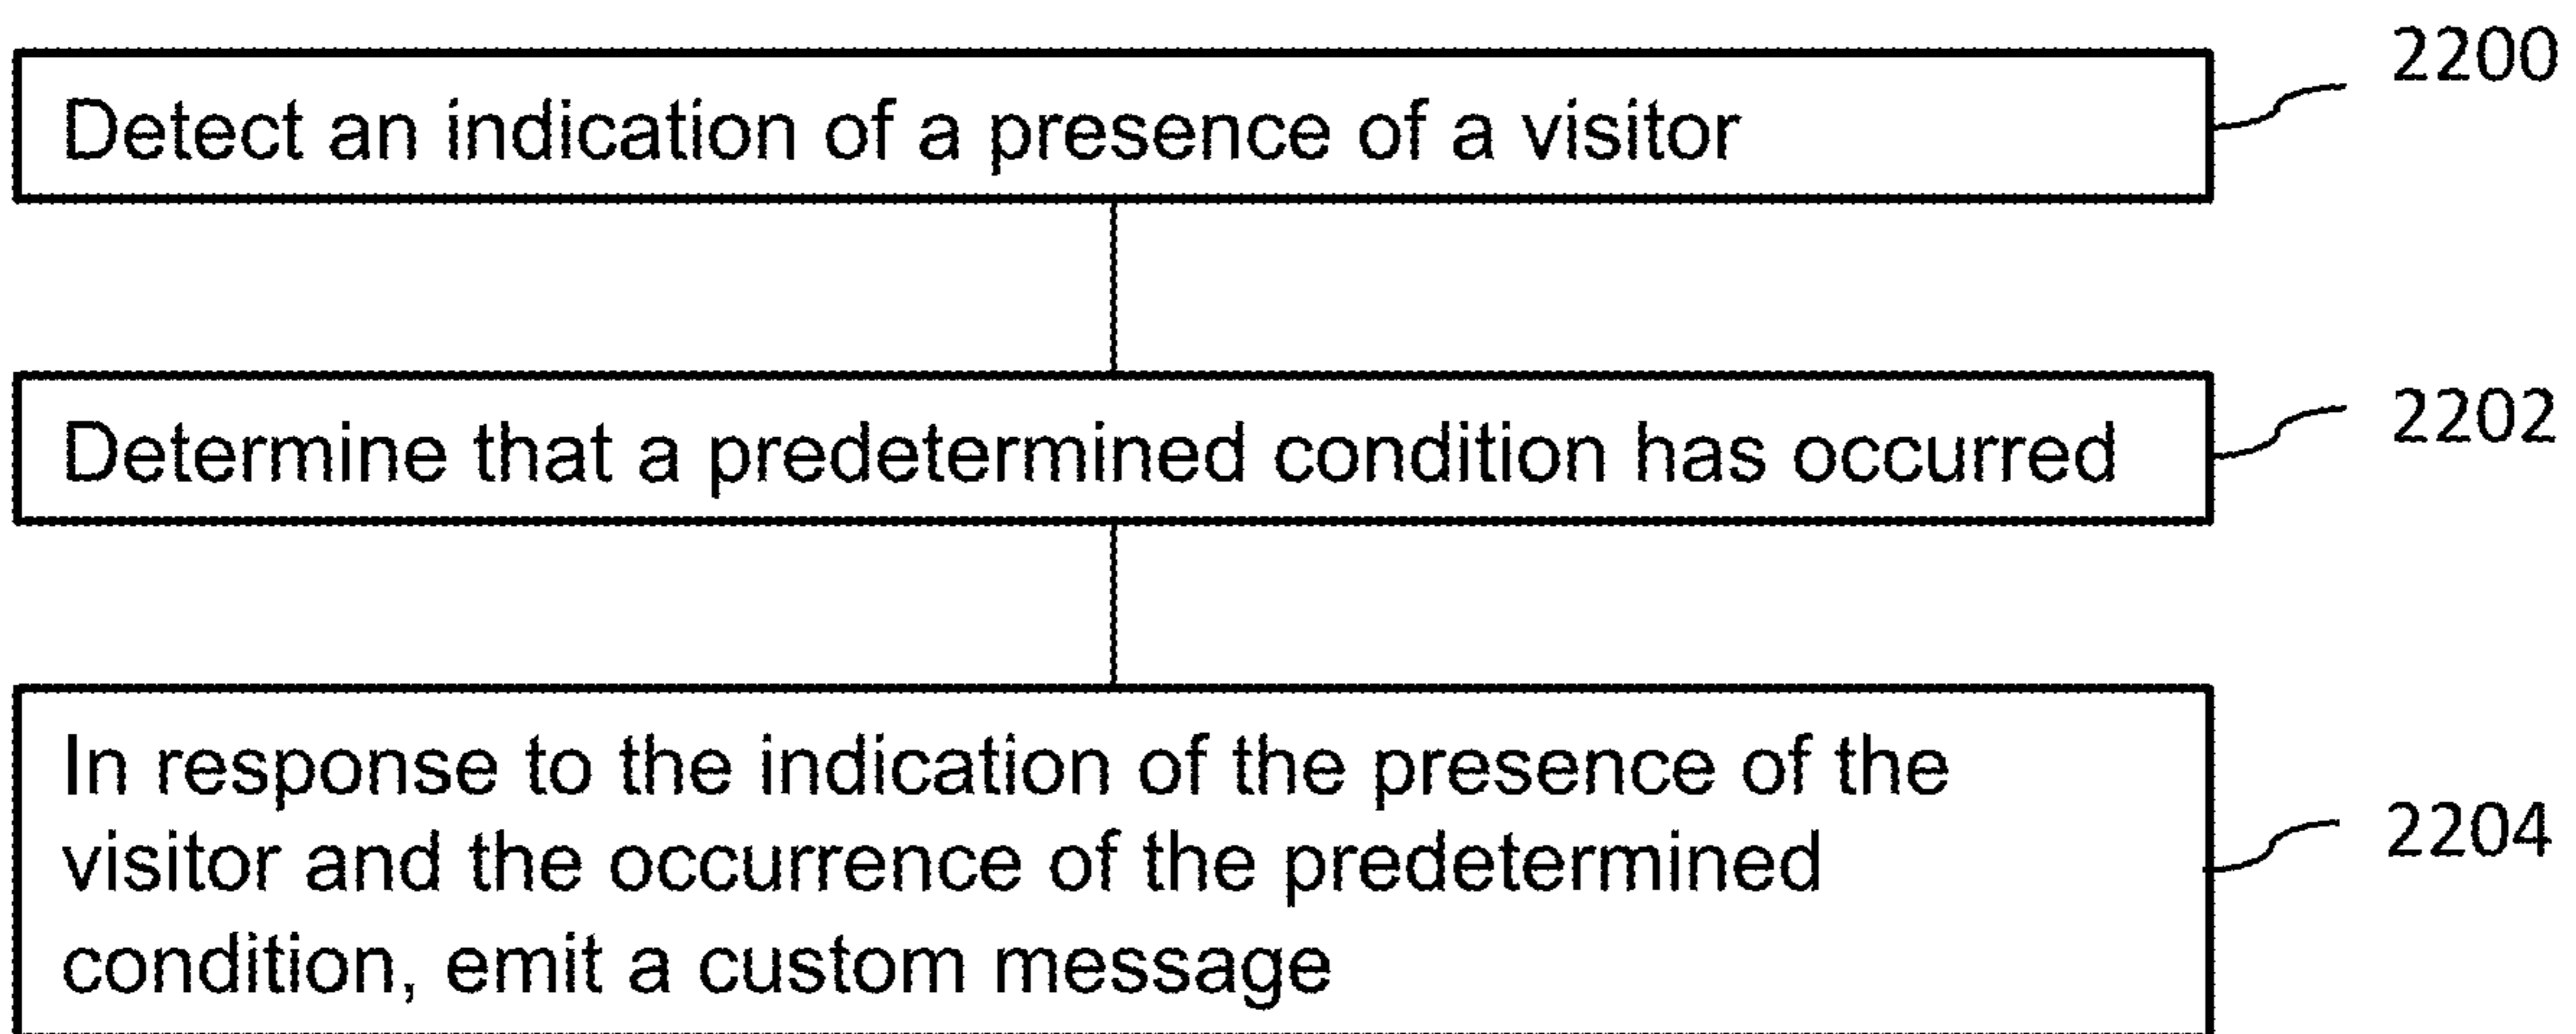 2200
Detect an indication of a presence of a visitor
2202
Determine that a predetermined condition has occurred
In response to the indication of the presence of the
visitor and the occurrence of the predetermined
2204
condition, emit a custom message